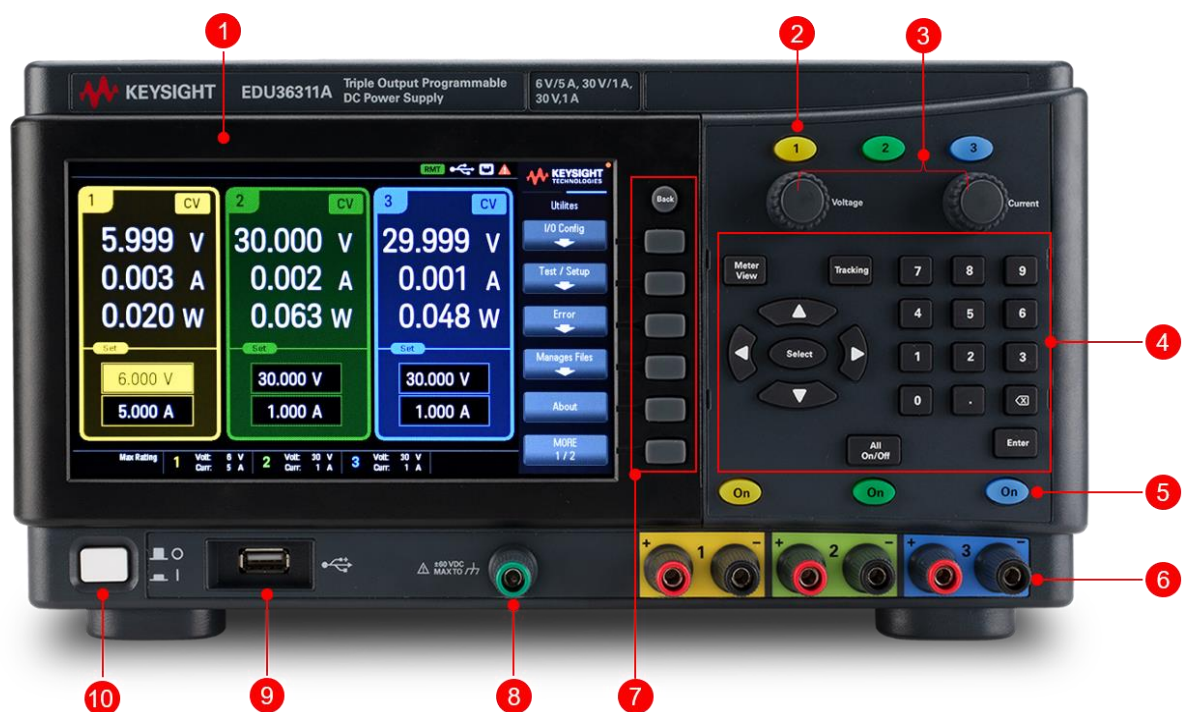 1
2
3
KEYSIGHT EDU36311A Triple Output Programmable DC Power Supply 6V/5A, 30V/1A, 30V,1A
RMT
KEYSIGHT TECHNOLOGIES
Utilites
1 CV
5.999 V
0.003 A
0.020 W
Set
6.000 V
5.000 A
2 CV
30.000 V
0.002 A
0.063 W
Set
30.000 V
1.000 A
3 CV
29.999 V
0.001 A
0.048 W
Set
30.000 V
1.000 A
I/O Config
Test / Setup
Error
Manages Files
About
MORE
1 / 2
Max Rating 1 Volt: 6 V 2 Volt: 30 V 3 Volt: 30 V
Curr: 5 A Curr: 1 A Curr: 1 A
Back
1 2 3
Voltage Current
Meter View
Tracking
7 8 9
4 5 6
Select
1 2 3
0 .
All On/Off
Enter
4
On On On
5
O
I
±60 VDC
MAX TO
+ 1 - + 2 - + 3 -
6
10
9
8
7